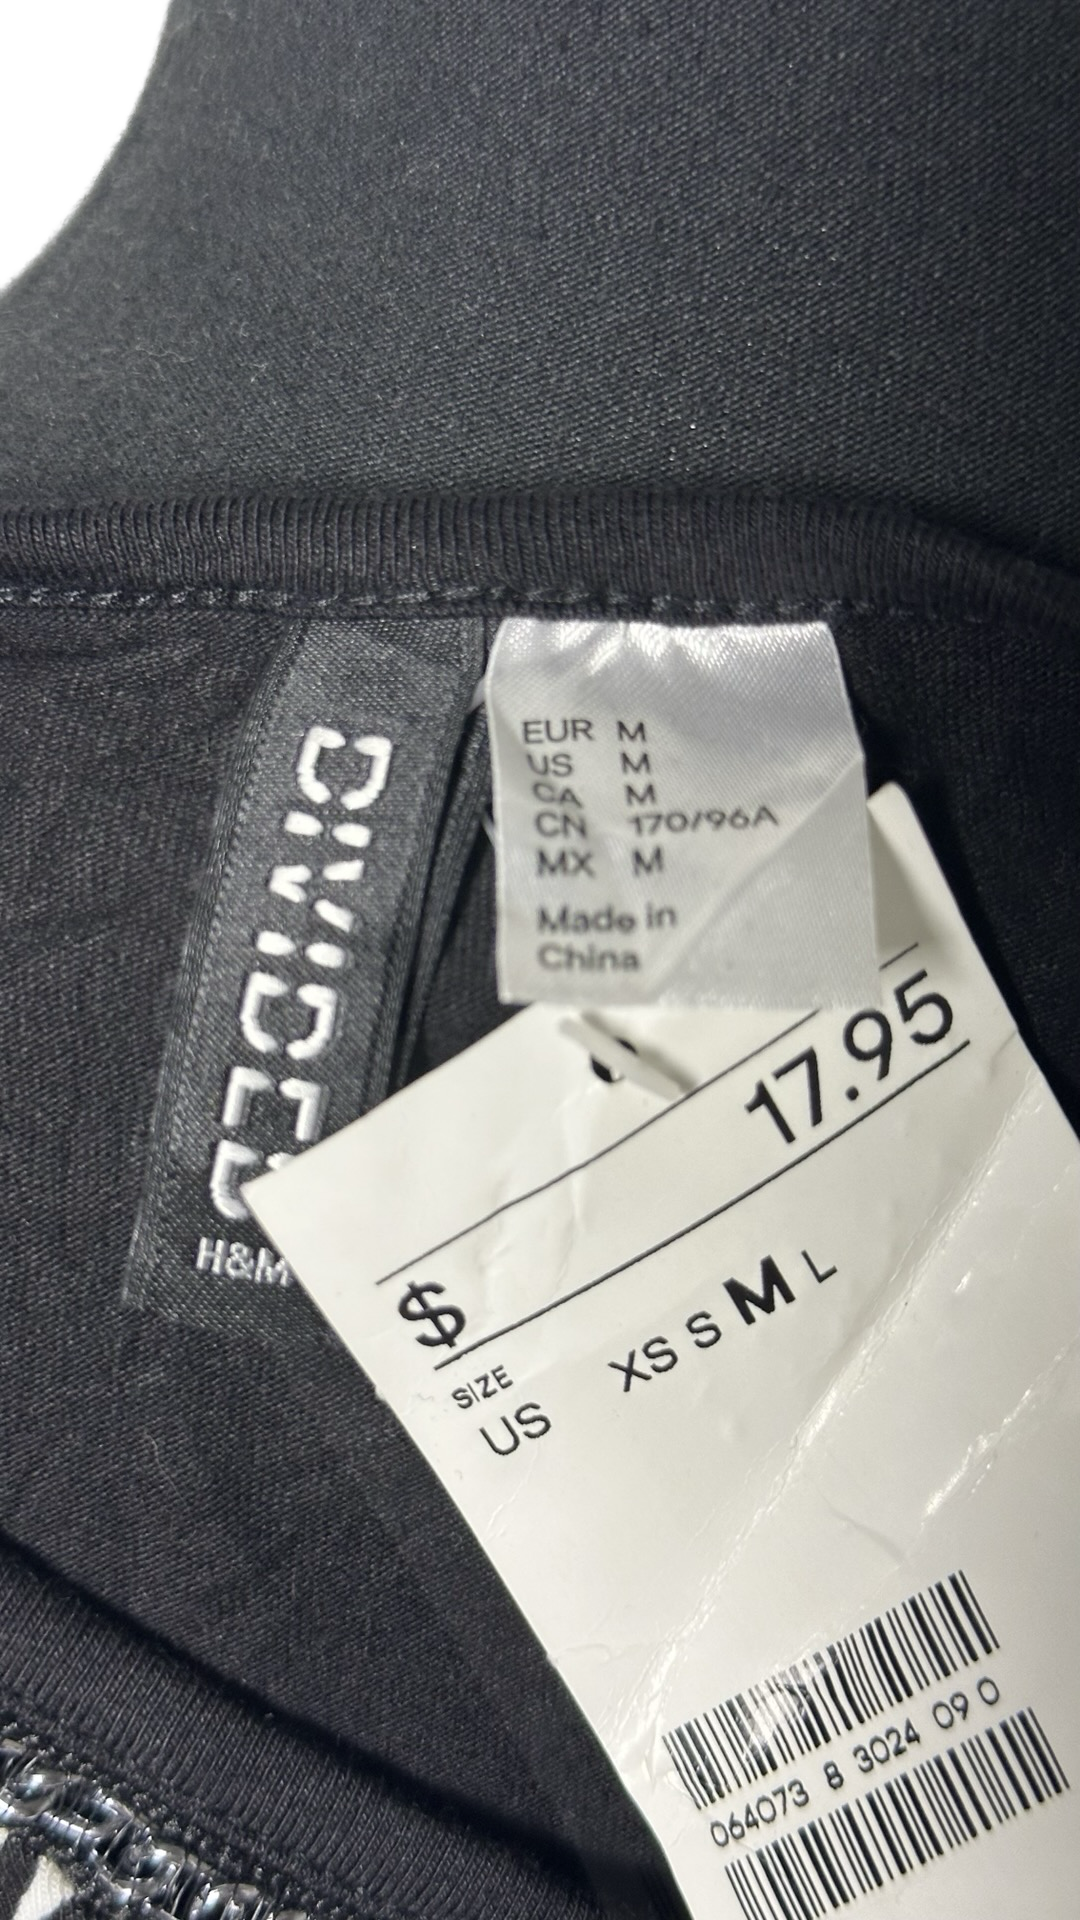 DIVIDED
H&M
EUR M
US M
CA M
CN 170/96A
MX M
Made in
China
$ 17.95
SIZE
US XS S M L
064073 8 3024 09 0